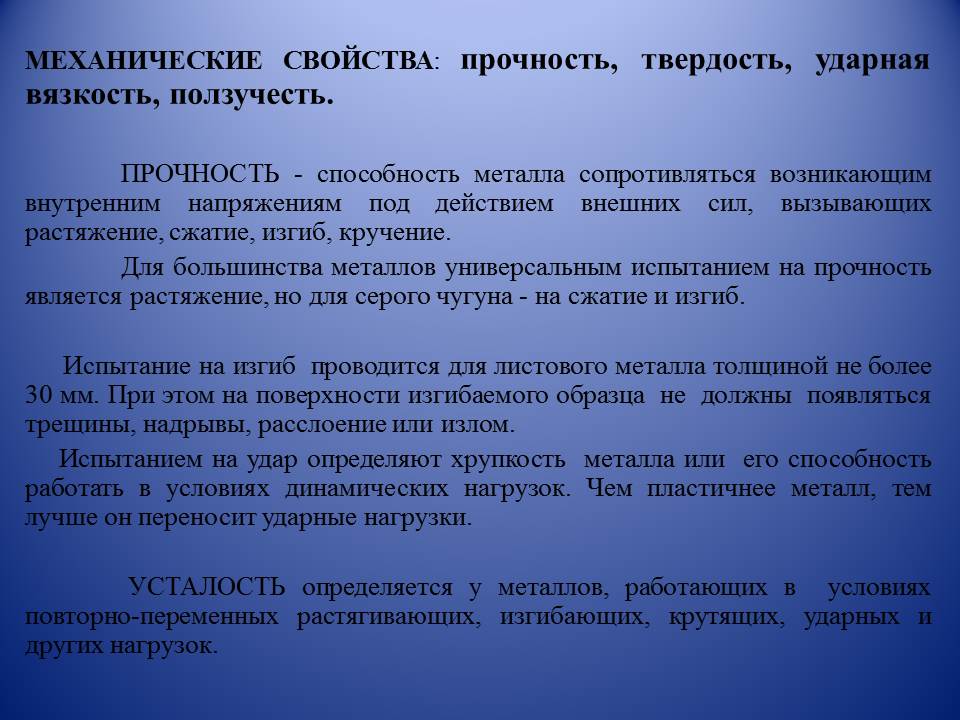 МЕХАНИЧЕСКИЕ СВОЙСТВА: прочность, твердость, ударная
вязкость, ползучесть.
ПРОЧНОСТЬ - способность металла сопротивляться возникающим
внутренним напряжениям под действием внешних сил, вызывающих
растяжение, сжатие, изгиб, кручение.
Для большинства металлов универсальным испытанием на прочность
является растяжение, но для серого чугуна - на сжатие и изгиб.
Испытание на изгиб проводится для листового металла толщиной не более
30 мм. При этом на поверхности изгибаемого образца не должны появляться
трещины, надрывы, расслоение или излом.
Испытанием на удар определяют хрупкость металла или его способность
работать в условиях динамических нагрузок. Чем пластичнее металл, тем
лучше он переносит ударные нагрузки.
УСТАЛОСТЬ определяется у металлов, работающих в условиях
повторно-переменных растягивающих, изгибающих, крутящих, ударных и
других нагрузок.